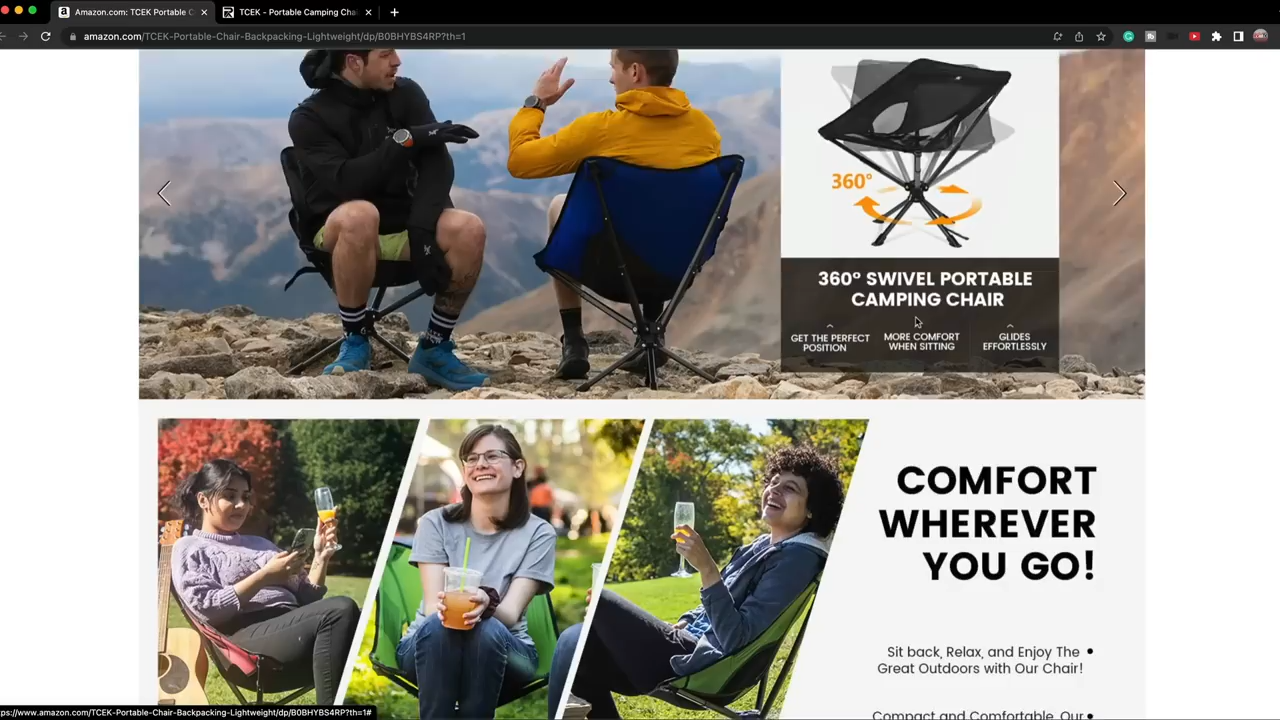 Amazon.com: TCEK Portable C
TCEK - Portable Camping Cha
amazon.com/TCEK-Portable-Chair-Backpacking-Lightweight/dp/B0BHYBS4RP?th=1
360°
360° SWIVEL PORTABLE
CAMPING CHAIR
GET THE PERFECT
POSITION
MORE COMFORT
WHEN SITTING
GLIDES
EFFORTLESSLY
COMFORT
WHEREVER
YOU GO!
Sit back, Relax, and Enjoy The
Great Outdoors with Our Chair!
Compact and Comfortable, Our
ps://www.amazon.com/TCEK-Portable-Chair-Backpacking-Lightweight/dp/B0BHYBS4RP?th=1#